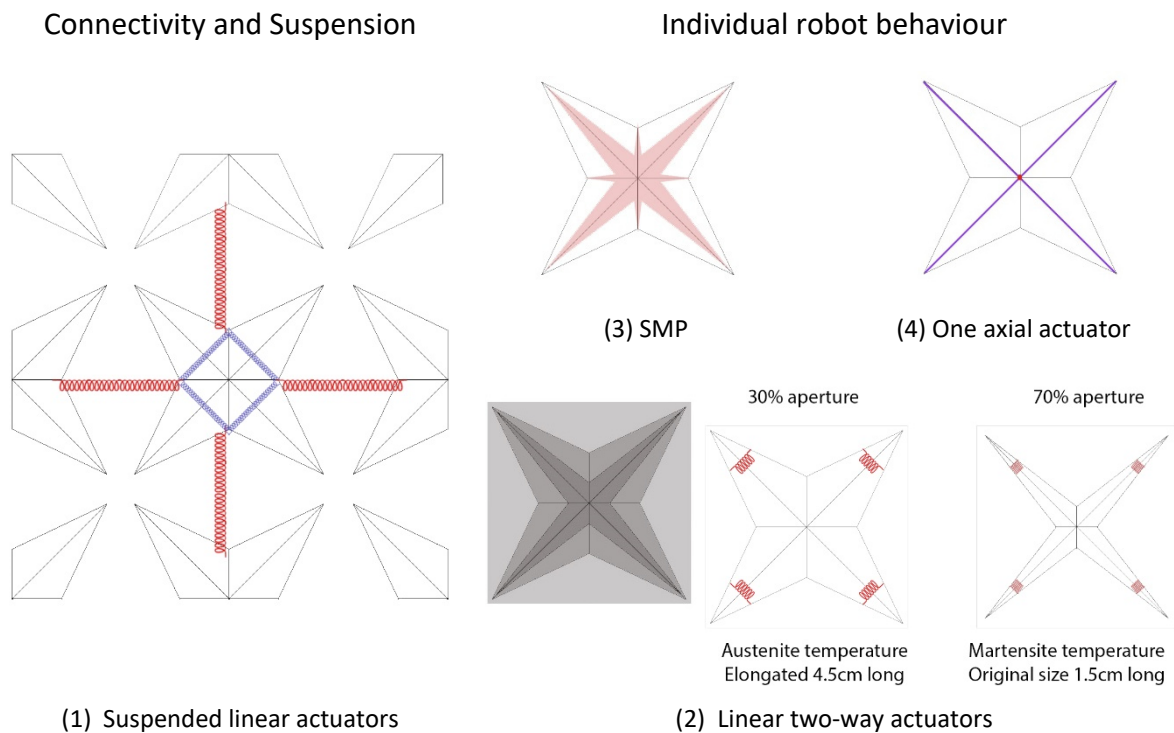 Connectivity and Suspension
Individual robot behaviour
(3) SMP
(4) One axial actuator
30% aperture
70% aperture
Austenite temperature
Elongated 4.5cm long
Martensite temperature
Original size 1.5cm long
(1) Suspended linear actuators
(2) Linear two-way actuators